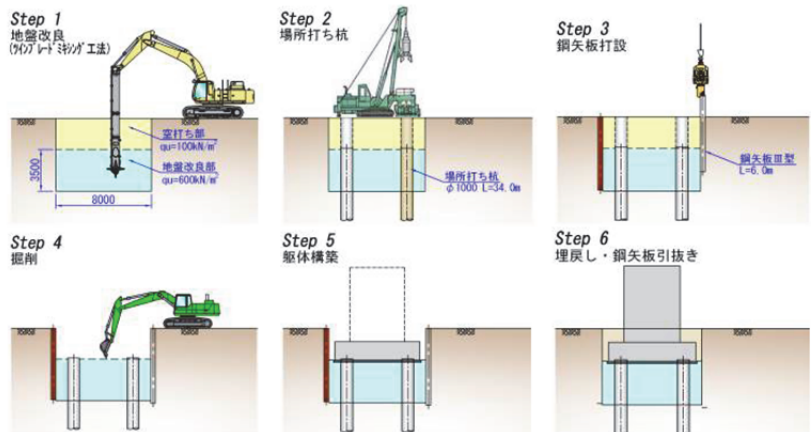 Step 1
地盤改良
(ツインブレードミキシング工法)
空打ち部
qu=100kN/m²
地盤改良部
qu=600kN/m²
3500
8000
Step 2
場所打ち杭
場所打ち杭
φ1000 L=34.0m
Step 3
鋼矢板打設
鋼矢板Ⅲ型
L=6.0m
Step 4
掘削
Step 5
躯体構築
Step 6
埋戻し・鋼矢板引抜き